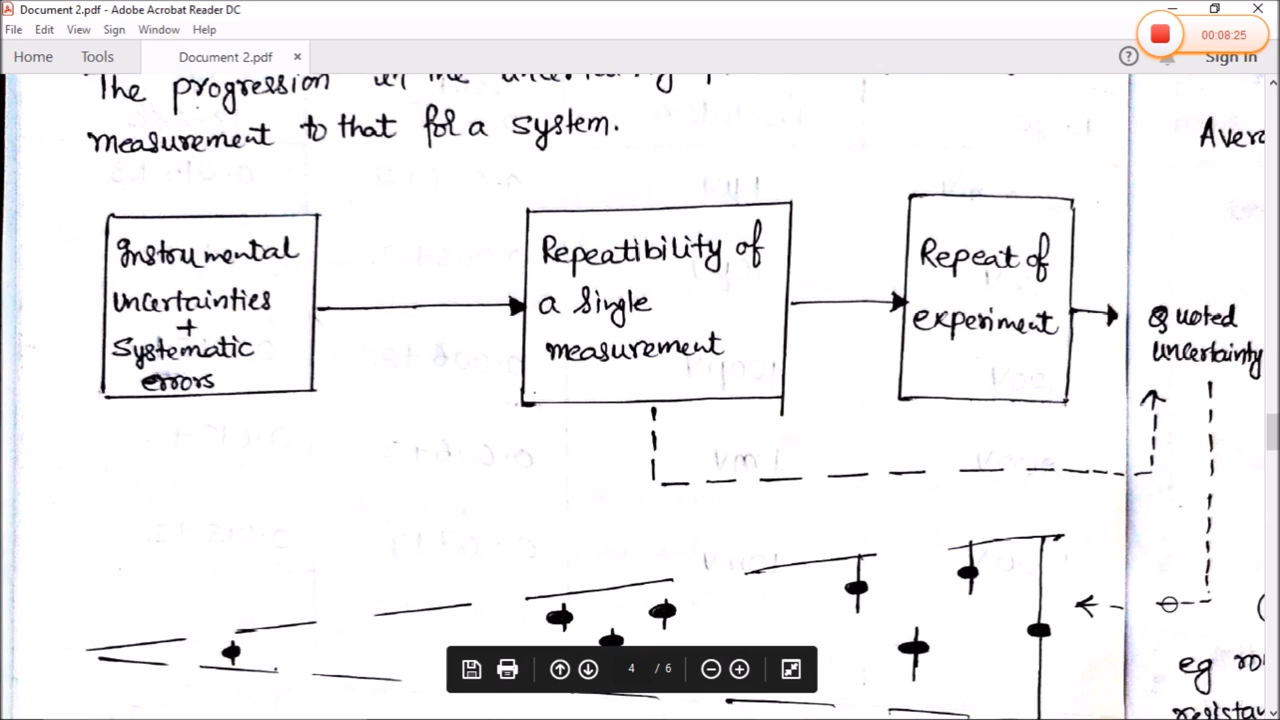 Document 2.pdf - Adobe Acrobat Reader DC
File Edit View Sign Window Help
00:08:25
Home Tools Document 2.pdf
Sign In
The progression in the
measurement to that for a system.
Instrumental
uncertainties
+
Systematic
errors
Repeatibility of
a single
measurement
Repeat of
experiment
Quoted
uncertainty
4 / 6
eg